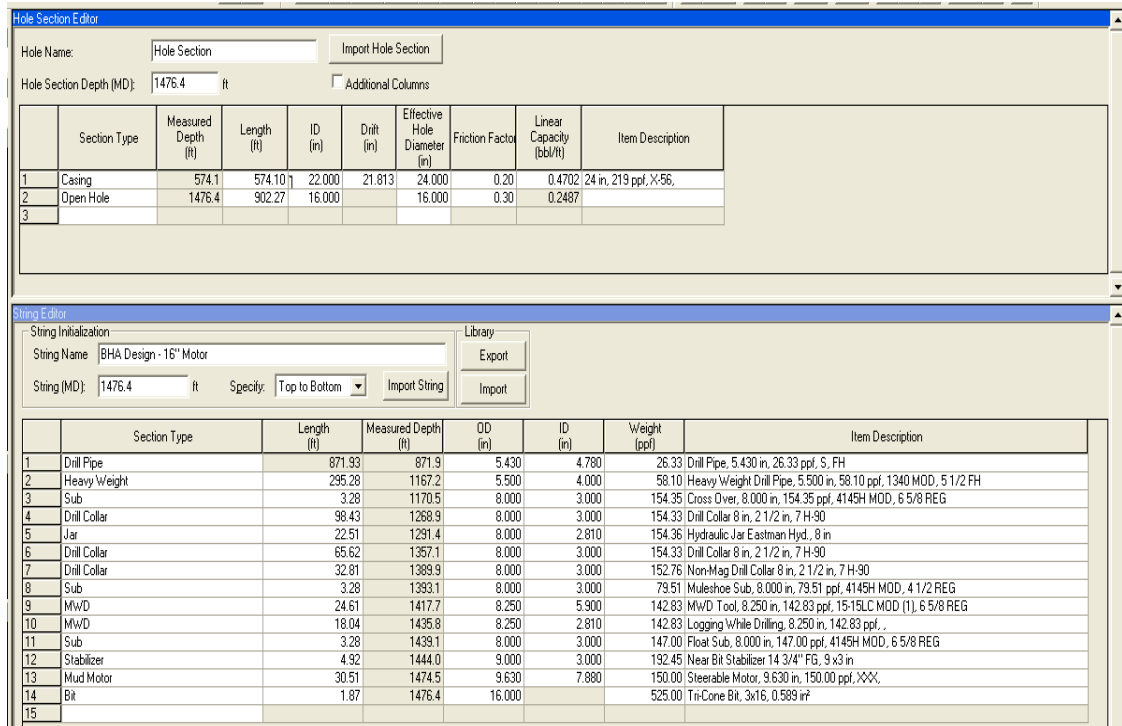 Hole Section Editor
Hole Name: Hole Section Import Hole Section
Hole Section Depth (MD): 1476.4 ft Additional Columns
Section Type Measured Depth (ft) Length (ft) ID (in) Drift (in) Effective Hole Diameter (in) Friction Factor Linear Capacity (bbl/ft) Item Description
1 Casing 574.1 574.10 22.000 21.813 24.000 0.20 0.4702 24 in, 219 ppf, X-56,
2 Open Hole 1476.4 902.27 16.000 16.000 0.30 0.2487
3
String Editor
String Initialization Library
String Name BHA Design - 16" Motor Export
String (MD): 1476.4 ft Specify: Top to Bottom Import String Import
Section Type Length (ft) Measured Depth (ft) OD (in) ID (in) Weight (ppf) Item Description
1 Drill Pipe 871.93 871.9 5.430 4.780 26.33 Drill Pipe, 5.430 in, 26.33 ppf, S, FH
2 Heavy Weight 295.28 1167.2 5.500 4.000 58.10 Heavy Weight Drill Pipe, 5.500 in, 58.10 ppf, 1340 MOD, 5 1/2 FH
3 Sub 3.28 1170.5 8.000 3.000 154.35 Cross Over, 8.000 in, 154.35 ppf, 4145H MOD, 6 5/8 REG
4 Drill Collar 98.43 1268.9 8.000 3.000 154.33 Drill Collar 8 in, 2 1/2 in, 7 H-90
5 Jar 22.51 1291.4 8.000 2.810 154.36 Hydraulic Jar Eastman Hyd., 8 in
6 Drill Collar 65.62 1357.1 8.000 3.000 154.33 Drill Collar 8 in, 2 1/2 in, 7 H-90
7 Drill Collar 32.81 1389.9 8.000 3.000 152.76 Non-Mag Drill Collar 8 in, 2 1/2 in, 7 H-90
8 Sub 3.28 1393.1 8.000 3.000 79.51 Muleshoe Sub, 8.000 in, 79.51 ppf, 4145H MOD, 4 1/2 REG
9 MWD 24.61 1417.7 8.250 5.900 142.83 MWD Tool, 8.250 in, 142.83 ppf, 15-15LC MOD (1), 6 5/8 REG
10 MWD 18.04 1435.8 8.250 2.810 142.83 Logging While Drilling, 8.250 in, 142.83 ppf, ,
11 Sub 3.28 1439.1 8.000 3.000 147.00 Float Sub, 8.000 in, 147.00 ppf, 4145H MOD, 6 5/8 REG
12 Stabilizer 4.92 1444.0 9.000 3.000 192.45 Near Bit Stabilizer 14 3/4" FG, 9 x3 in
13 Mud Motor 30.51 1474.5 9.630 7.880 150.00 Steerable Motor, 9.630 in, 150.00 ppf, XXX,
14 Bit 1.87 1476.4 16.000 525.00 Tri-Cone Bit, 3x16, 0.589 in²
15